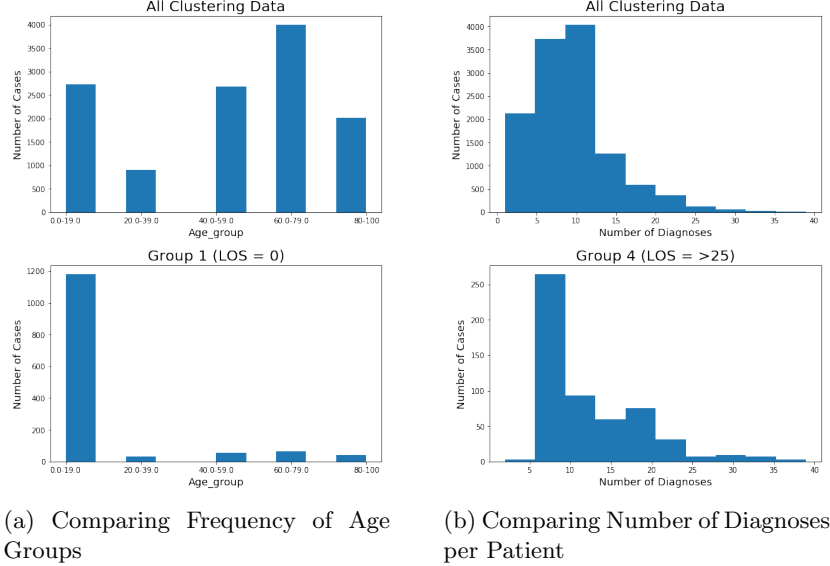 All Clustering Data
4000
3500
3000
2500
2000
1500
1000
500
0
Number of Cases
0.0-19.0 20.0-39.0 40.0-59.0 60.0-79.0 80-100
Age_group
All Clustering Data
4000
3500
3000
2500
2000
1500
1000
500
0
Number of Cases
0 5 10 15 20 25 30 35 40
Number of Diagnoses
Group 1 (LOS = 0)
1200
1000
800
600
400
200
0
Number of Cases
0.0-19.0 20.0-39.0 40.0-59.0 60.0-79.0 80-100
Age_group
Group 4 (LOS = >25)
250
200
150
100
50
0
Number of Cases
5 10 15 20 25 30 35 40
Number of Diagnoses
(a) Comparing Frequency of Age
Groups
(b) Comparing Number of Diagnoses
per Patient